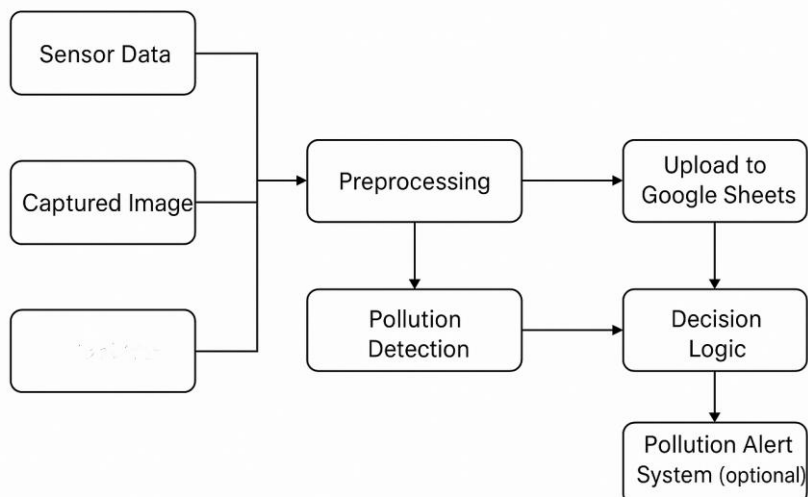 Sensor Data
Captured Image
Preprocessing
Upload to
Google Sheets
Pollution
Detection
Decision
Logic
Pollution Alert
System (optional)